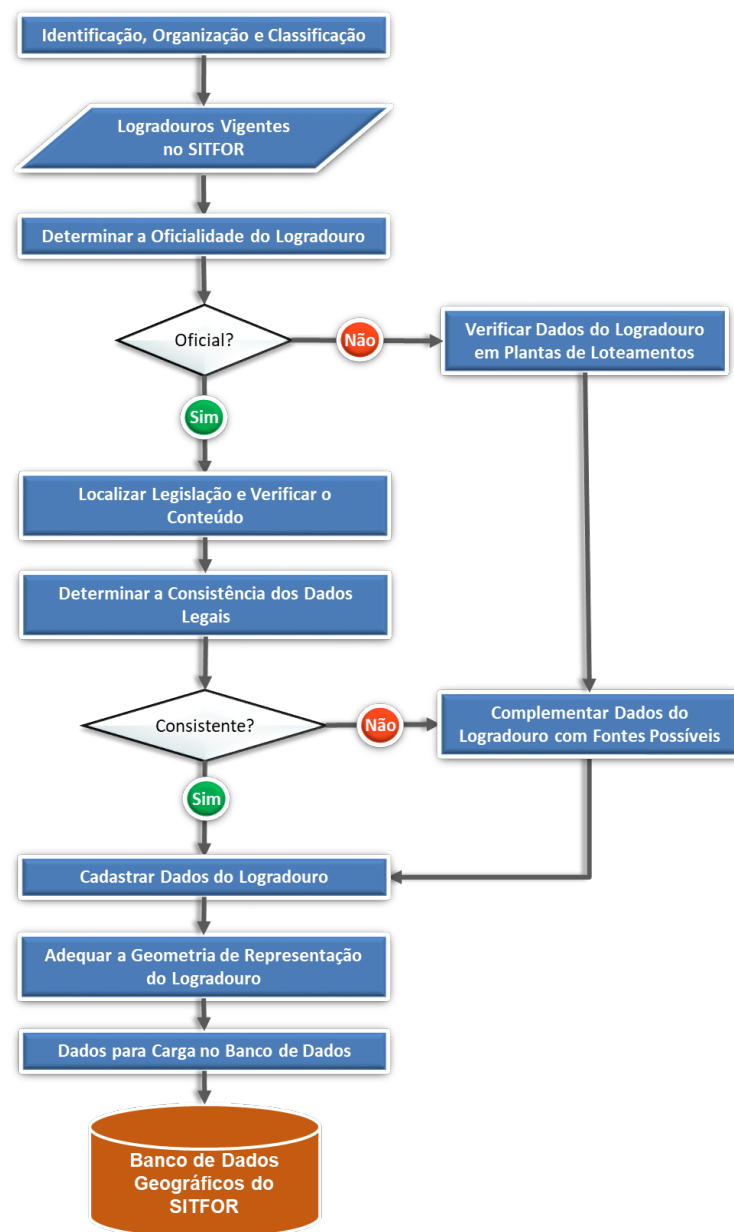 Identificação, Organização e Classificação
Logradouros Vigentes
no SITFOR
Determinar a Oficialidade do Logradouro
Oficial?
Não
Verificar Dados do Logradouro
em Plantas de Loteamentos
Sim
Localizar Legislação e Verificar o
Conteúdo
Determinar a Consistência dos Dados
Legais
Consistente?
Não
Complementar Dados do
Logradouro com Fontes Possíveis
Sim
Cadastrar Dados do Logradouro
Adequar a Geometria de Representação
do Logradouro
Dados para Carga no Banco de Dados
Banco de Dados
Geográficos do
SITFOR